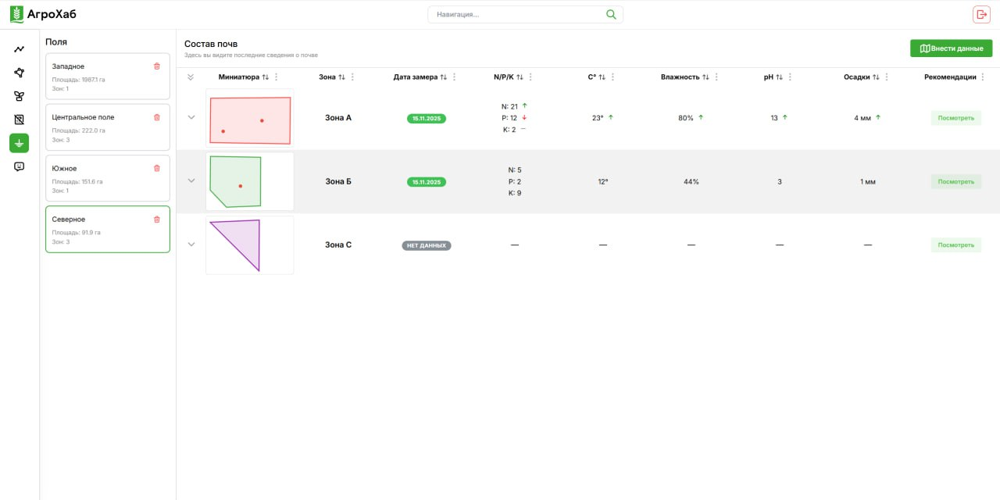 АгроХаб
Навигация...
Поля
Западное
Площадь: 1987.1 га
Зон: 1
Центральное поле
Площадь: 222.0 га
Зон: 3
Южное
Площадь: 151.6 га
Зон: 1
Северное
Площадь: 91.9 га
Зон: 3
Состав почв
Здесь вы видите последние сведения о почве
Внести данные
Миниатюра Зона Дата замера N/P/K C° Влажность pH Осадки Рекомендации
Зона А 15.11.2025 N: 21 ↑
P: 12 ↓
K: 2 —
23° ↑ 80% ↑ 13 ↑ 4 мм ↑ Посмотреть
Зона Б 15.11.2025 N: 5
P: 2
K: 9
12° 44% 3 1 мм Посмотреть
Зона С НЕТ ДАННЫХ — — — — — Посмотреть